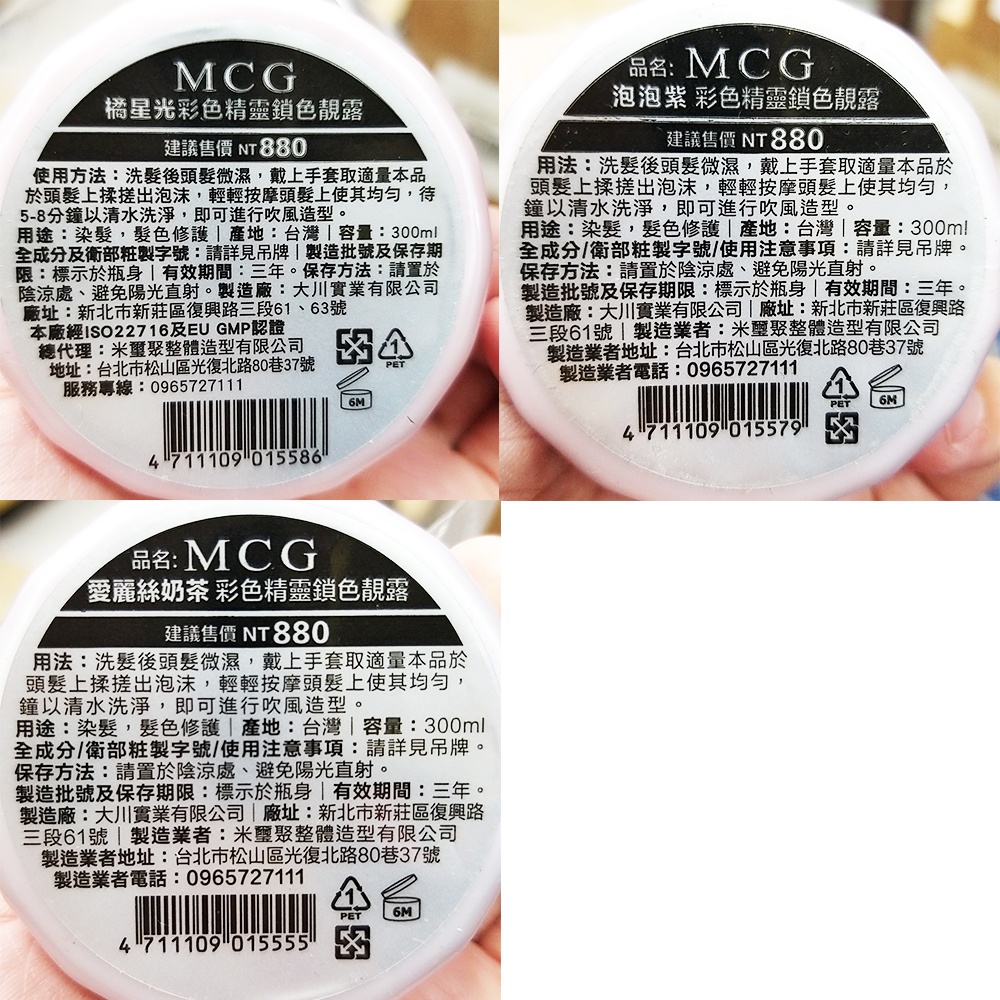 MCG
橘星光彩色精靈鎖色靚露
建議售價 NT 880
使用方法：洗髮後頭髮微濕，戴上手套取適量本品
於頭髮上揉搓出泡沫，輕輕按摩頭髮上使其均勻，待
5-8分鐘以清水洗淨，即可進行吹風造型。
用途：染髮，髮色修護｜產地：台灣｜容量：300ml
全成分及衛部粧製字號：請詳見吊牌｜製造批號及保存期
限：標示於瓶身｜有效期間：三年。保存方法：請置於
陰涼處、避免陽光直射。製造廠：大川實業有限公司
廠址：新北市新莊區復興路三段61、63號
本廠經ISO22716及EU GMP認證
總代理：米璽聚整體造型有限公司
地址：台北市松山區光復北路80巷37號
服務專線：0965727111
1
PET
6M
4 711109 015586
品名: MCG
泡泡紫 彩色精靈鎖色靚露
建議售價 NT 880
用法：洗髮後頭髮微濕，戴上手套取適量本品於
頭髮上揉搓出泡沫，輕輕按摩頭髮上使其均勻，
鐘以清水洗淨，即可進行吹風造型。
用途：染髮，髮色修護｜產地：台灣｜容量：300ml
全成分/衛部粧製字號/使用注意事項：請詳見吊牌。
保存方法：請置於陰涼處、避免陽光直射。
製造批號及保存期限：標示於瓶身｜有效期間：三年。
製造廠：大川實業有限公司｜廠址：新北市新莊區復興路
三段61號｜製造業者：米璽聚整體造型有限公司
製造業者地址：台北市松山區光復北路80巷37號
製造業者電話：0965727111
1
PET
6M
4 711109 015579
品名: MCG
愛麗絲奶茶 彩色精靈鎖色靚露
建議售價 NT 880
用法：洗髮後頭髮微濕，戴上手套取適量本品於
頭髮上揉搓出泡沫，輕輕按摩頭髮上使其均勻，
鐘以清水洗淨，即可進行吹風造型。
用途：染髮，髮色修護｜產地：台灣｜容量：300ml
全成分/衛部粧製字號/使用注意事項：請詳見吊牌。
保存方法：請置於陰涼處、避免陽光直射。
製造批號及保存期限：標示於瓶身｜有效期間：三年。
製造廠：大川實業有限公司｜廠址：新北市新莊區復興路
三段61號｜製造業者：米璽聚整體造型有限公司
製造業者地址：台北市松山區光復北路80巷37號
製造業者電話：0965727111
1
PET
6M
4 711109 015555